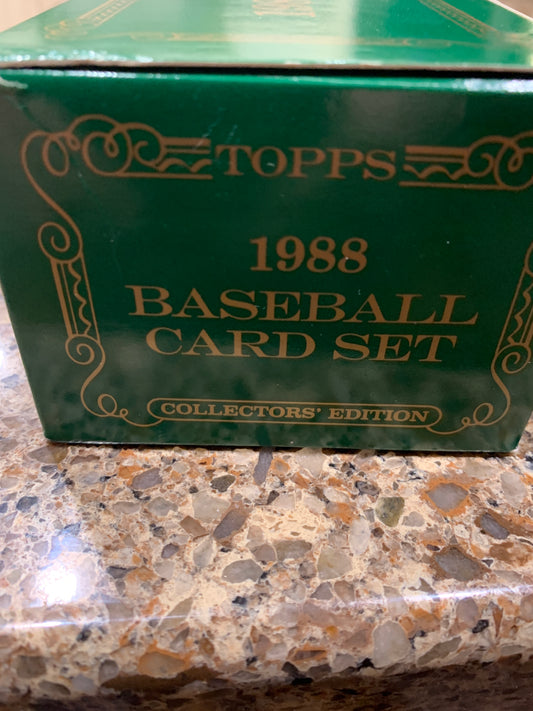 TOPPS
1988
BASEBALL
CARD SET
COLLECTORS' EDITION